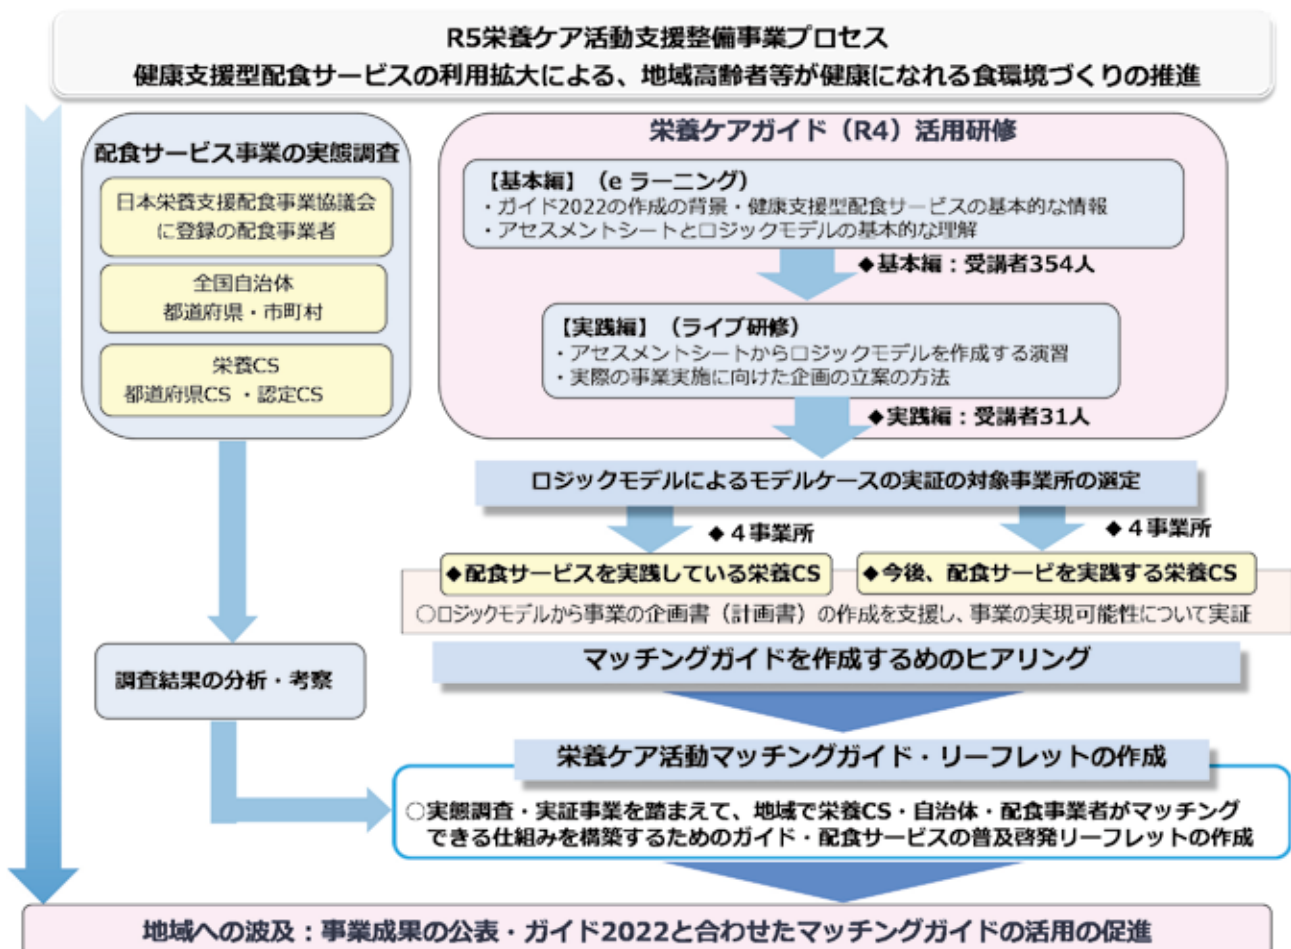 R5栄養ケア活動支援整備事業プロセス
健康支援型配食サービスの利用拡大による、地域高齢者等が健康になれる食環境づくりの推進
配食サービス事業の実態調査
日本栄養支援配食事業協議会
に登録の配食事業者
全国自治体
都道府県・市町村
栄養CS
都道府県CS ・認定CS
栄養ケアガイド（R4）活用研修
【基本編】（e ラーニング）
・ガイド2022の作成の背景・健康支援型配食サービスの基本的な情報
・アセスメントシートとロジックモデルの基本的な理解
◆基本編：受講者354人
【実践編】（ライブ研修）
・アセスメントシートからロジックモデルを作成する演習
・実際の事業実施に向けた企画の立案の方法
◆実践編：受講者31人
ロジックモデルによるモデルケースの実証の対象事業所の選定
◆４事業所
◆４事業所
◆配食サービスを実践している栄養CS
◆今後、配食サービを実践する栄養CS
○ロジックモデルから事業の企画書（計画書）の作成を支援し、事業の実現可能性について実証
マッチングガイドを作成するめのヒアリング
調査結果の分析・考察
栄養ケア活動マッチングガイド・リーフレットの作成
○実態調査・実証事業を踏まえて、地域で栄養CS・自治体・配食事業者がマッチング
できる仕組みを構築するためのガイド・配食サービスの普及啓発リーフレットの作成
地域への波及：事業成果の公表・ガイド2022と合わせたマッチングガイドの活用の促進